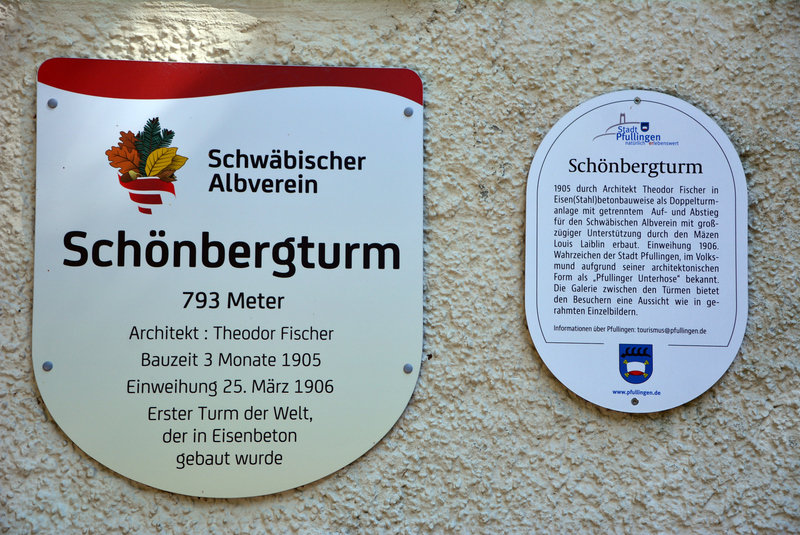 Schwäbischer
Albverein
Schönbergturm
793 Meter
Architekt : Theodor Fischer
Bauzeit 3 Monate 1905
Einweihung 25. März 1906
Erster Turm der Welt,
der in Eisenbeton
gebaut wurde
Stadt
Pfullingen
natürlich erlebenswert
Schönbergturm
1905 durch Architekt Theodor Fischer in
Eisen(Stahl)betonbauweise als Doppelturm-
anlage mit getrenntem Auf- und Abstieg
für den Schwäbischen Albverein mit groß-
zügiger Unterstützung durch den Mäzen
Louis Laiblin erbaut. Einweihung 1906.
Wahrzeichen der Stadt Pfullingen, im Volks-
mund aufgrund seiner architektonischen
Form als „Pfullinger Unterhose" bekannt.
Die Galerie zwischen den Türmen bietet
den Besuchern eine Aussicht wie in ge-
rahmten Einzelbildern.
Informationen über Pfullingen: tourismus@pfullingen.de
www.pfullingen.de